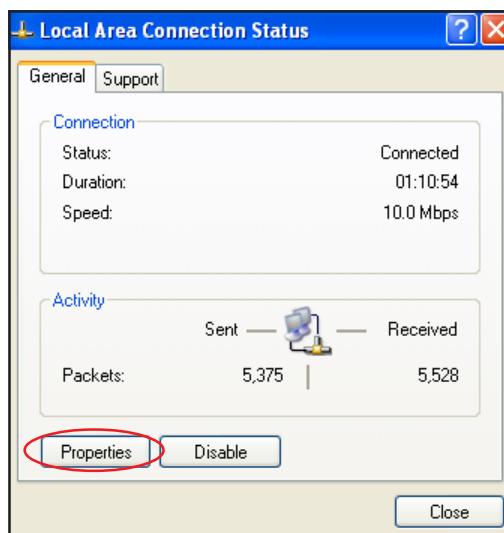 Local Area Connection Status
General Support
Connection
Status: Connected
Duration: 01:10:54
Speed: 10.0 Mbps
Activity
Sent Received
Packets: 5,375 5,528
Properties Disable
Close